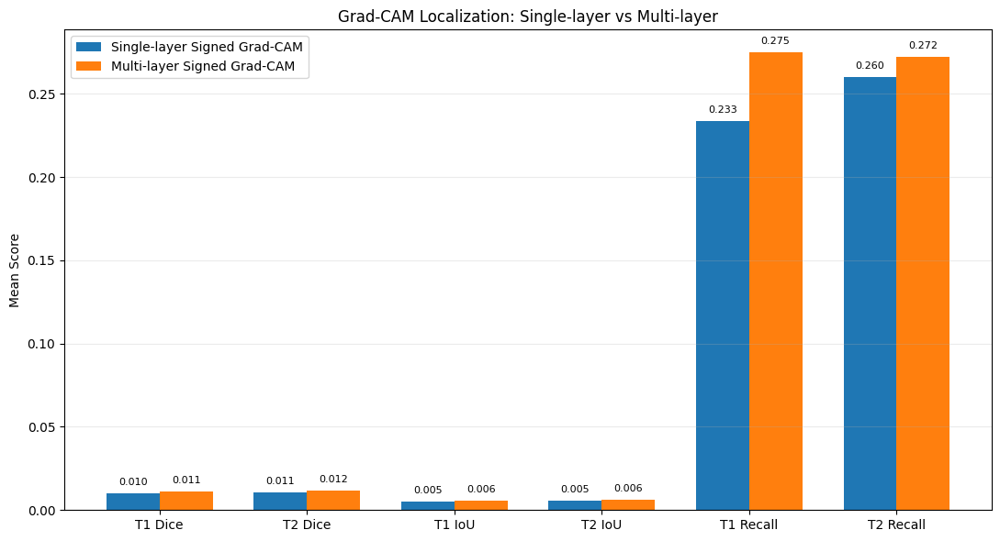 Grad-CAM Localization: Single-layer vs Multi-layer
Single-layer Signed Grad-CAM
Multi-layer Signed Grad-CAM
Mean Score
0.25
0.20
0.15
0.10
0.05
0.00
0.010
0.011
0.011
0.012
0.005
0.006
0.005
0.006
0.233
0.275
0.260
0.272
T1 Dice
T2 Dice
T1 IoU
T2 IoU
T1 Recall
T2 Recall